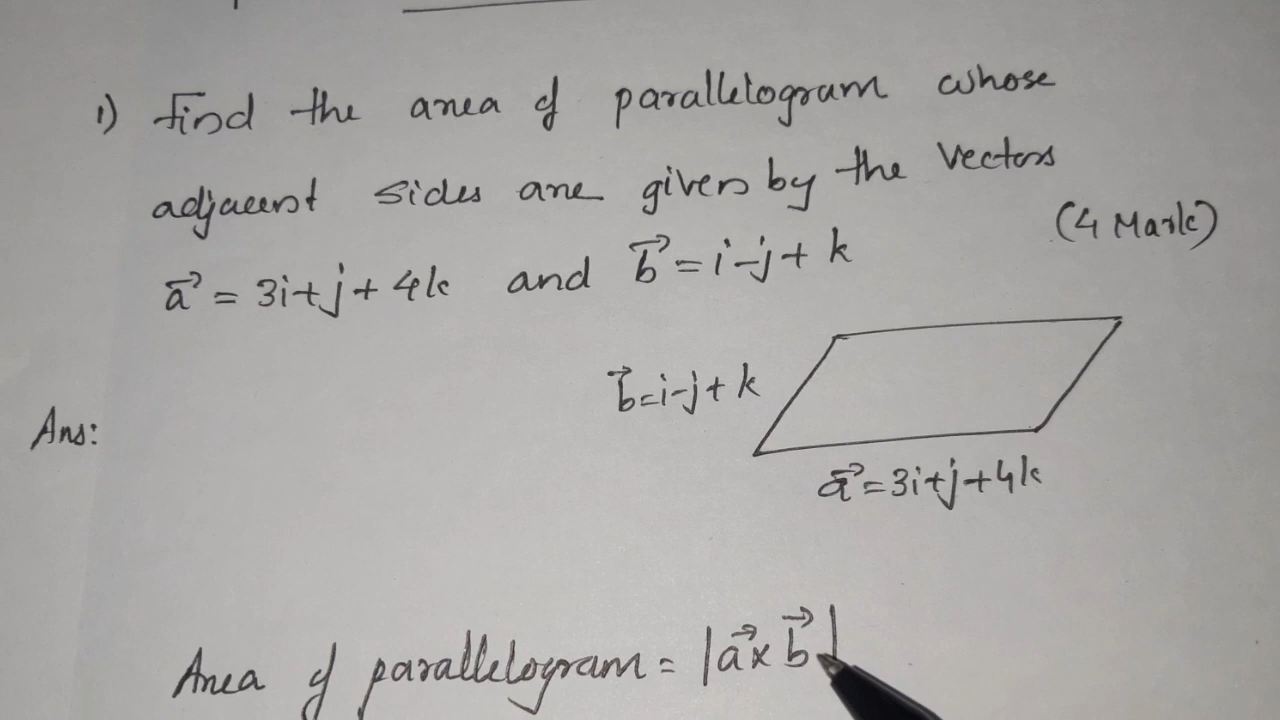 1) Find the area of parallelogram whose
adjacent sides are given by the vectors
(4 Mark)
a⃗ = 3i+j+4k and b⃗ = i-j+k
b⃗=i-j+k
Ans:
a⃗=3i+j+4k
Area of parallelogram = |a⃗×b⃗|